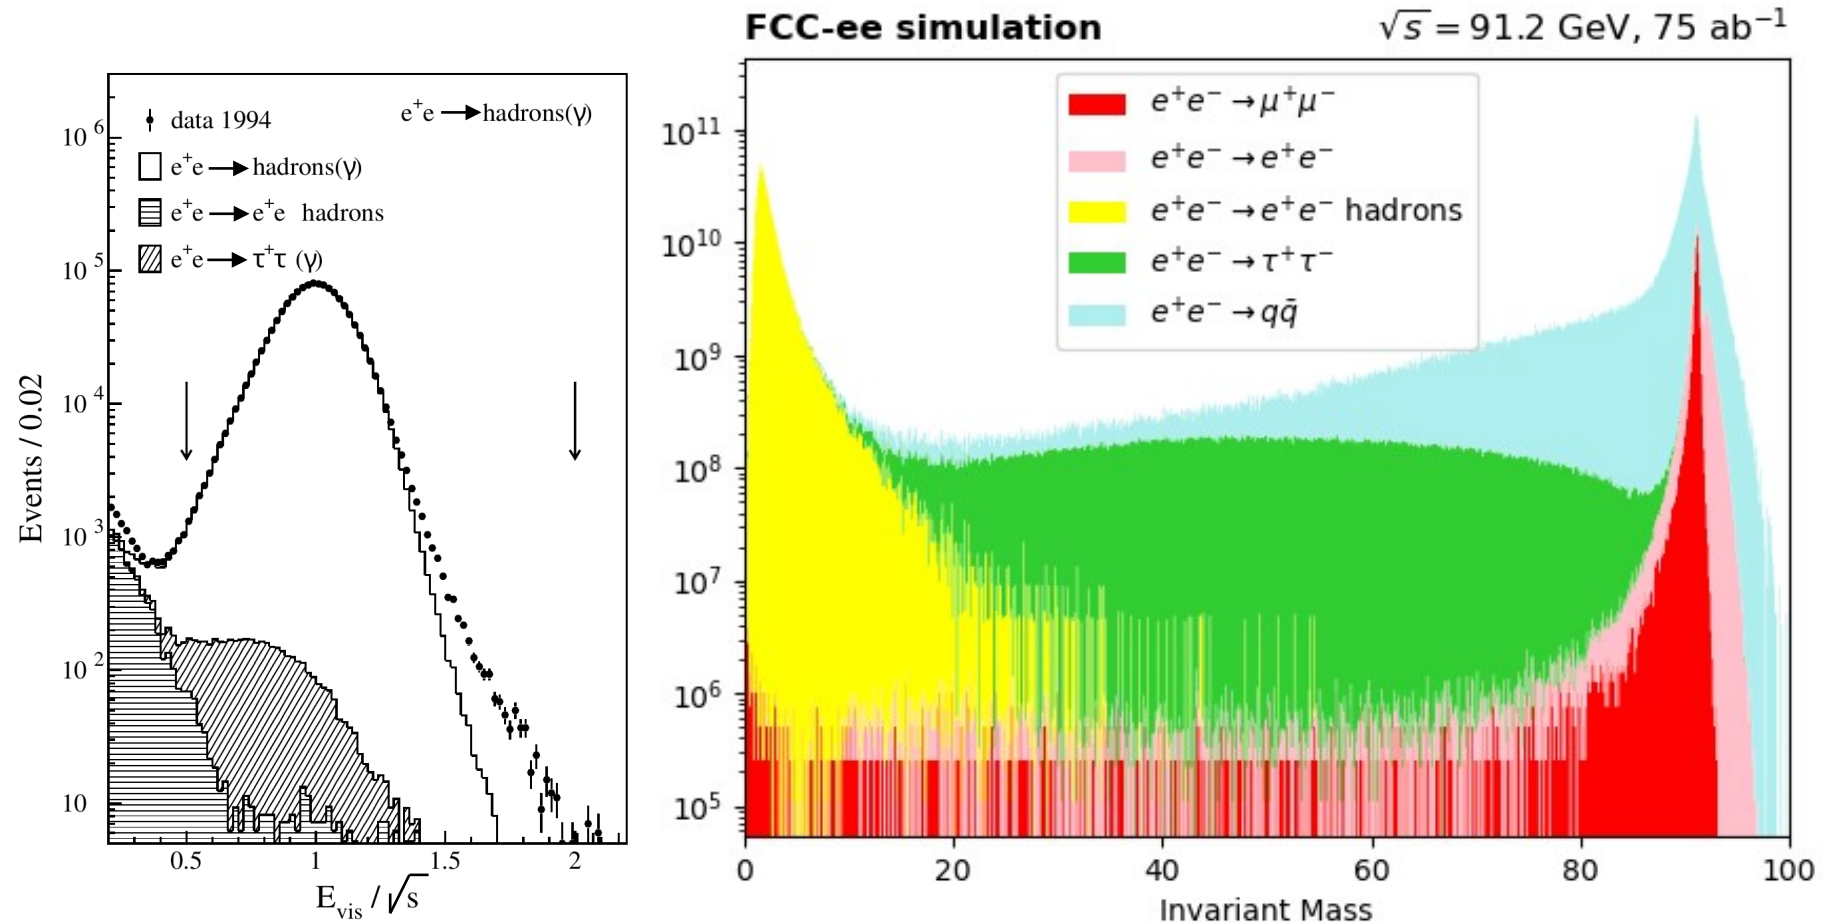 e⁺e → hadrons(γ)
data 1994
e⁺e → hadrons(γ)
e⁺e → e⁺e hadrons
e⁺e → τ⁺τ (γ)
Events / 0.02
10⁶
10⁵
10⁴
10³
10²
10
0.5 1 1.5 2
E_vis / √s
FCC-ee simulation √s = 91.2 GeV, 75 ab⁻¹
e⁺e⁻ → μ⁺μ⁻
e⁺e⁻ → e⁺e⁻
e⁺e⁻ → e⁺e⁻ hadrons
e⁺e⁻ → τ⁺τ⁻
e⁺e⁻ → qq̄
10¹¹
10¹⁰
10⁹
10⁸
10⁷
10⁶
10⁵
0 20 40 60 80 100
Invariant Mass